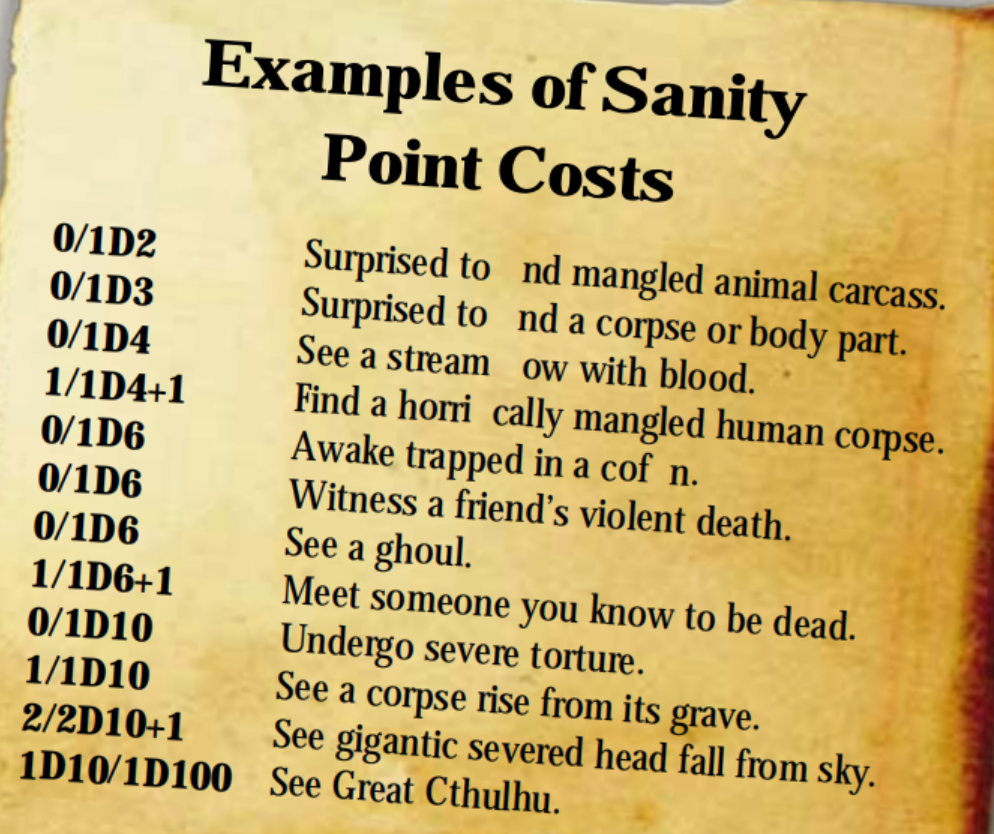 Examples of Sanity
Point Costs
0/1D2 Surprised to nd mangled animal carcass.
0/1D3 Surprised to nd a corpse or body part.
0/1D4 See a stream ow with blood.
1/1D4+1 Find a horri cally mangled human corpse.
0/1D6 Awake trapped in a cof n.
0/1D6 Witness a friend's violent death.
0/1D6 See a ghoul.
1/1D6+1 Meet someone you know to be dead.
0/1D10 Undergo severe torture.
1/1D10 See a corpse rise from its grave.
2/2D10+1 See gigantic severed head fall from sky.
1D10/1D100 See Great Cthulhu.